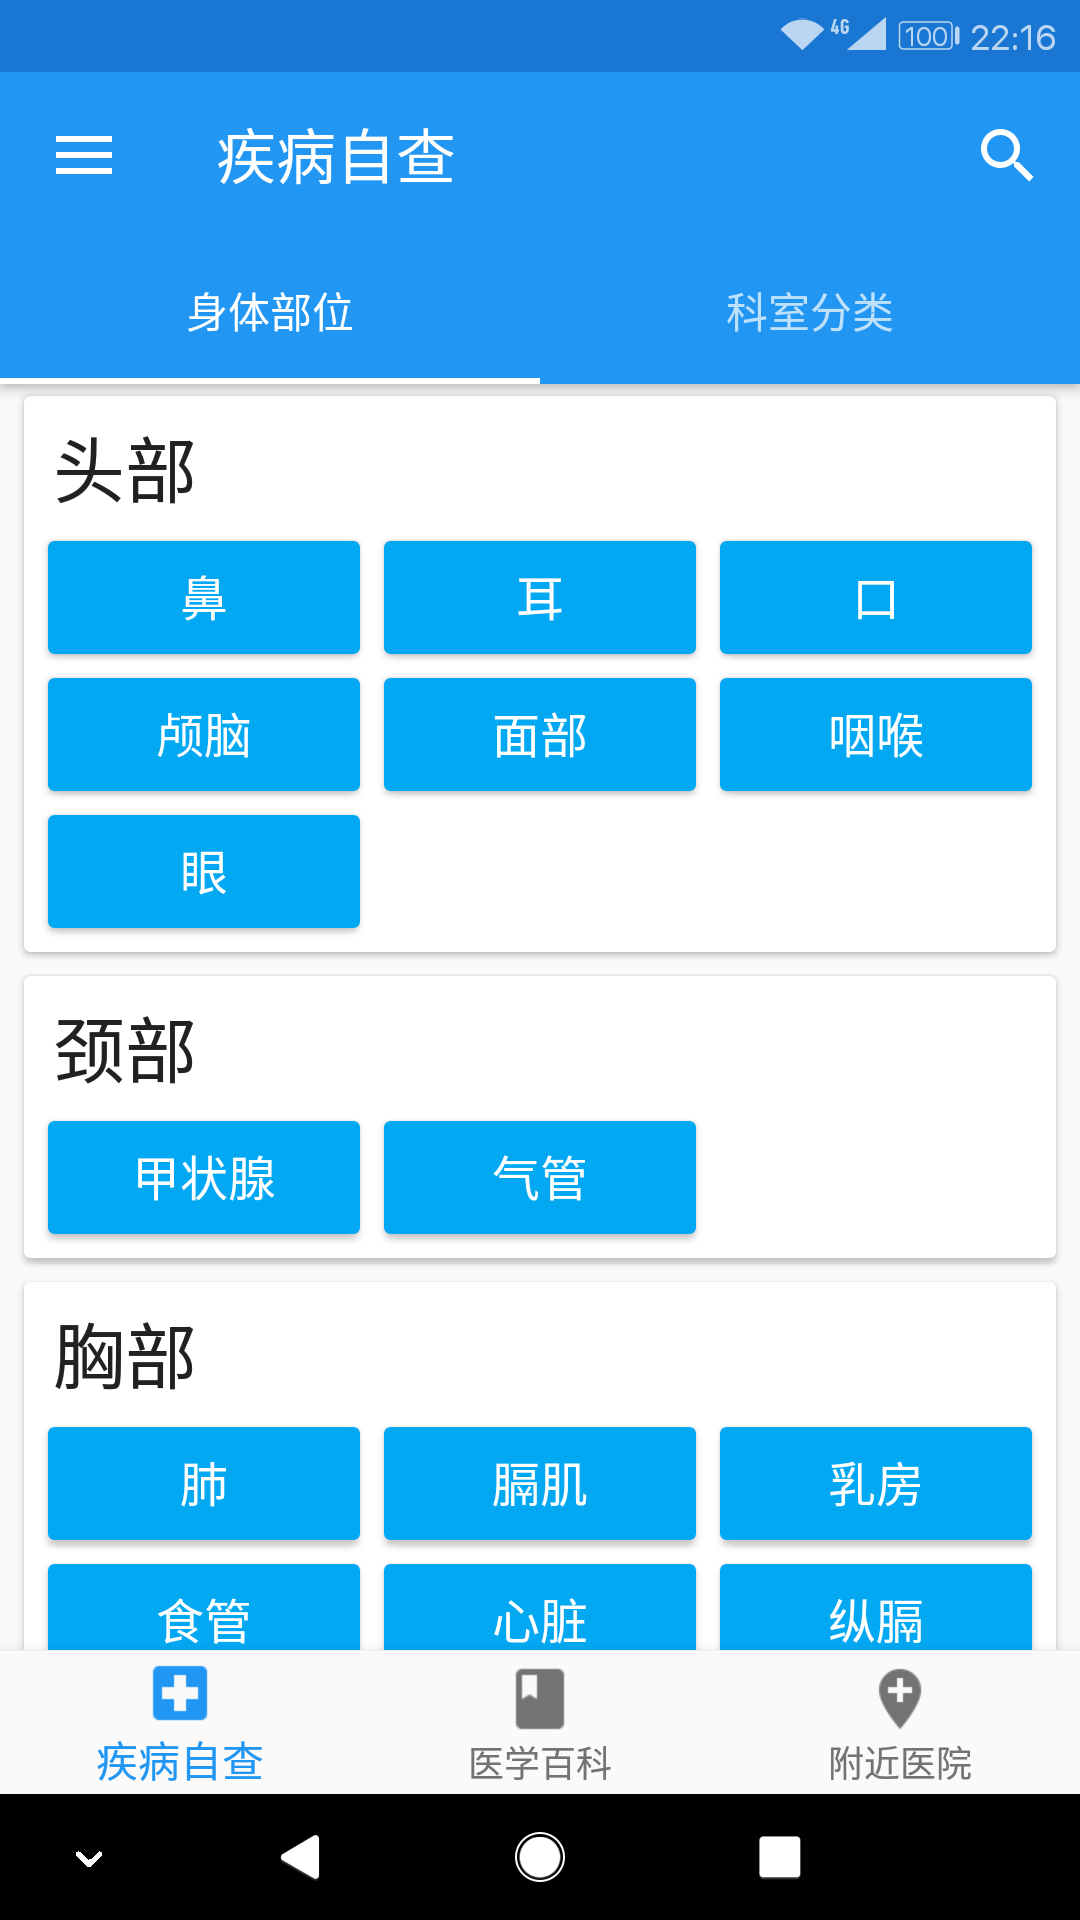 4G 100 22:16
疾病自查
身体部位 科室分类
头部
鼻 耳 口
颅脑 面部 咽喉
眼
颈部
甲状腺 气管
胸部
肺 膈肌 乳房
食管 心脏 纵膈
疾病自查 医学百科 附近医院